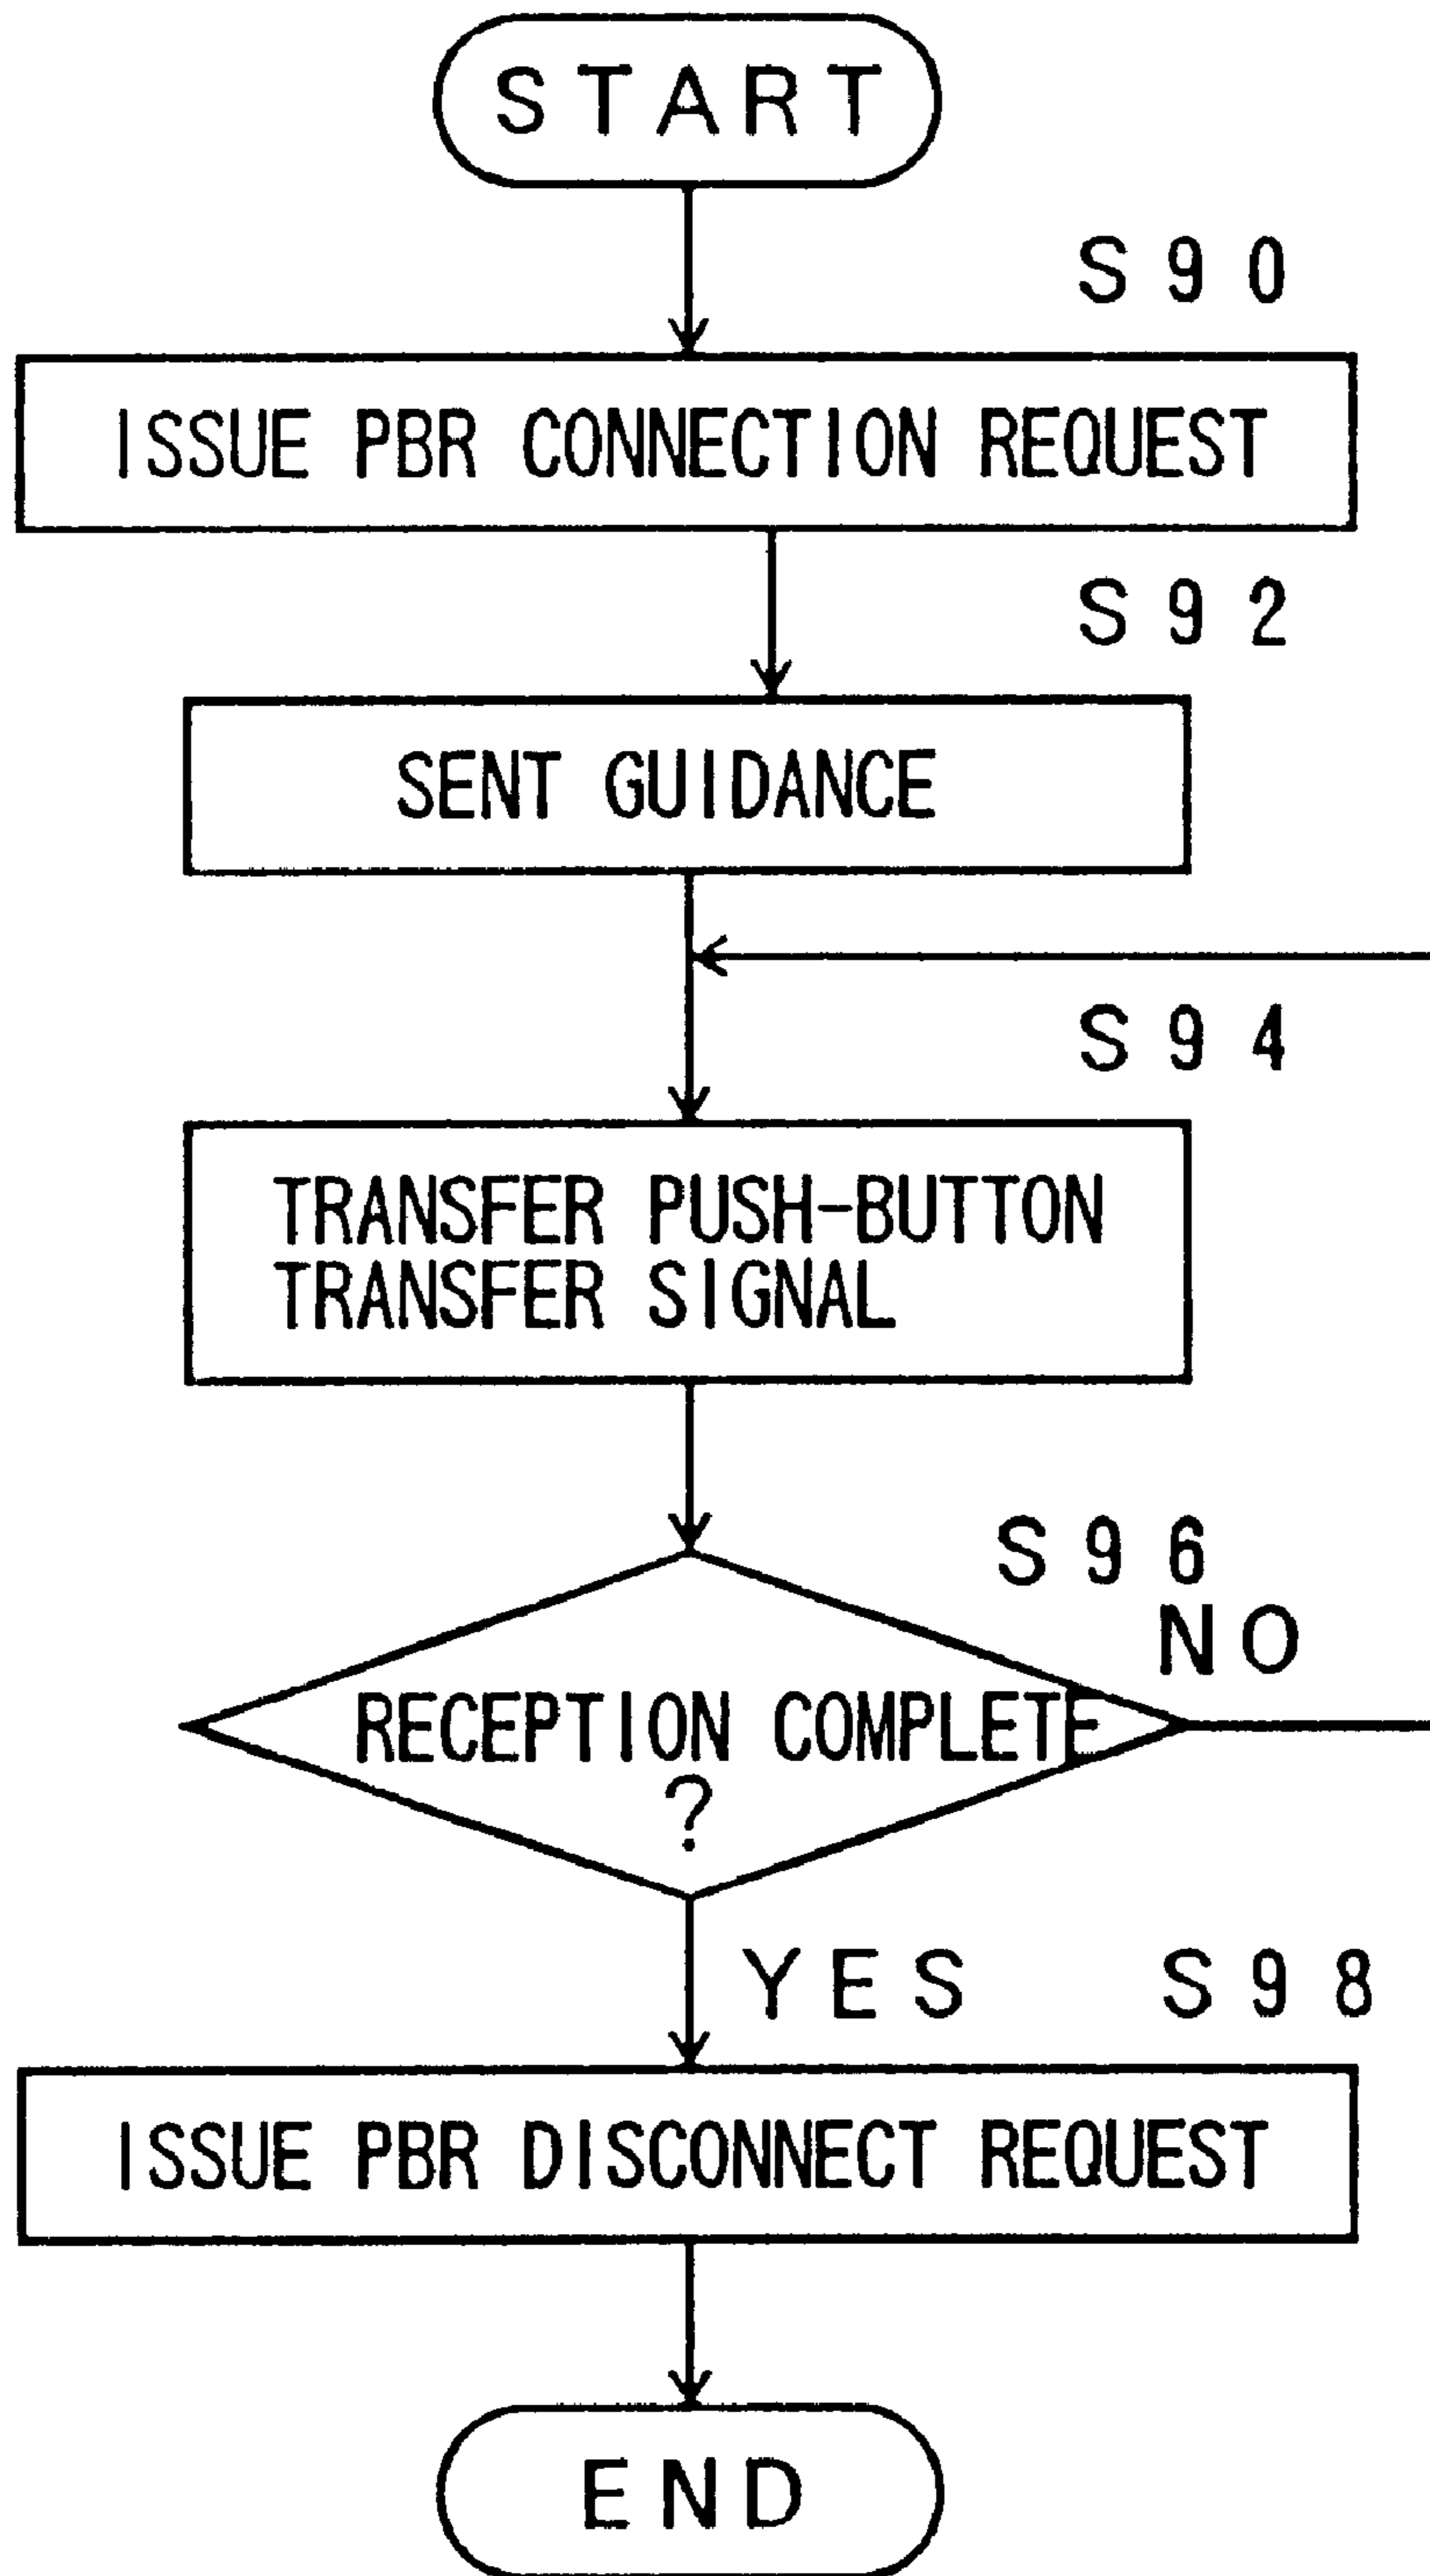 START
S90
ISSUE PBR CONNECTION REQUEST
S92
SENT GUIDANCE
S94
TRANSFER PUSH-BUTTON
TRANSFER SIGNAL
S96
NO
RECEPTION COMPLETE
?
YES S98
ISSUE PBR DISCONNECT REQUEST
END